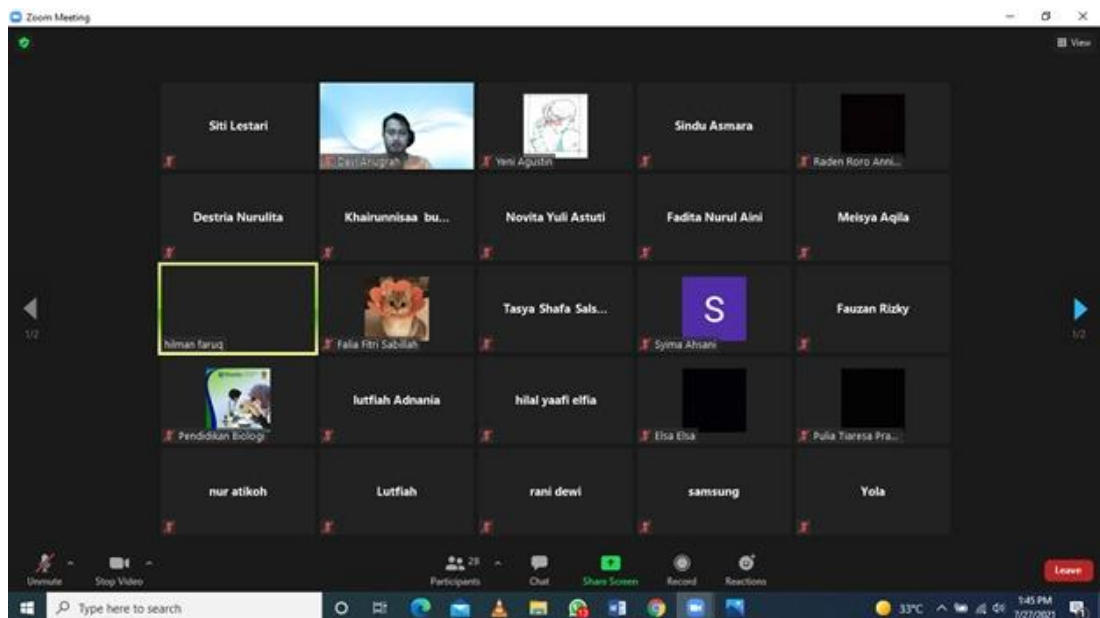 Zoom Meeting
View
Siti Lestari
Devi Anugrah
Yeni Agustin
Sindu Asmara
Raden Roro Anni...
Destria Nurulita
Khairunnisaa bu...
Novita Yuli Astuti
Fadita Nurul Aini
Meisya Aqila
1/2
hilman faruq
Falia Fitri Sabillah
Tasya Shafa Sals...
S
Syima Ahsani
Fauzan Rizky
1/2
Pendidikan Biologi
lutfiah Adnania
hilal yaafi elfia
Elsa Elsa
Pulia Tiaresa Pra...
nur atikoh
Lutfiah
rani dewi
samsung
Yola
Unmute
Stop Video
28
Participants
Chat
Share Screen
Record
Reactions
Leave
Type here to search
33°C
1:45 PM
7/27/2021